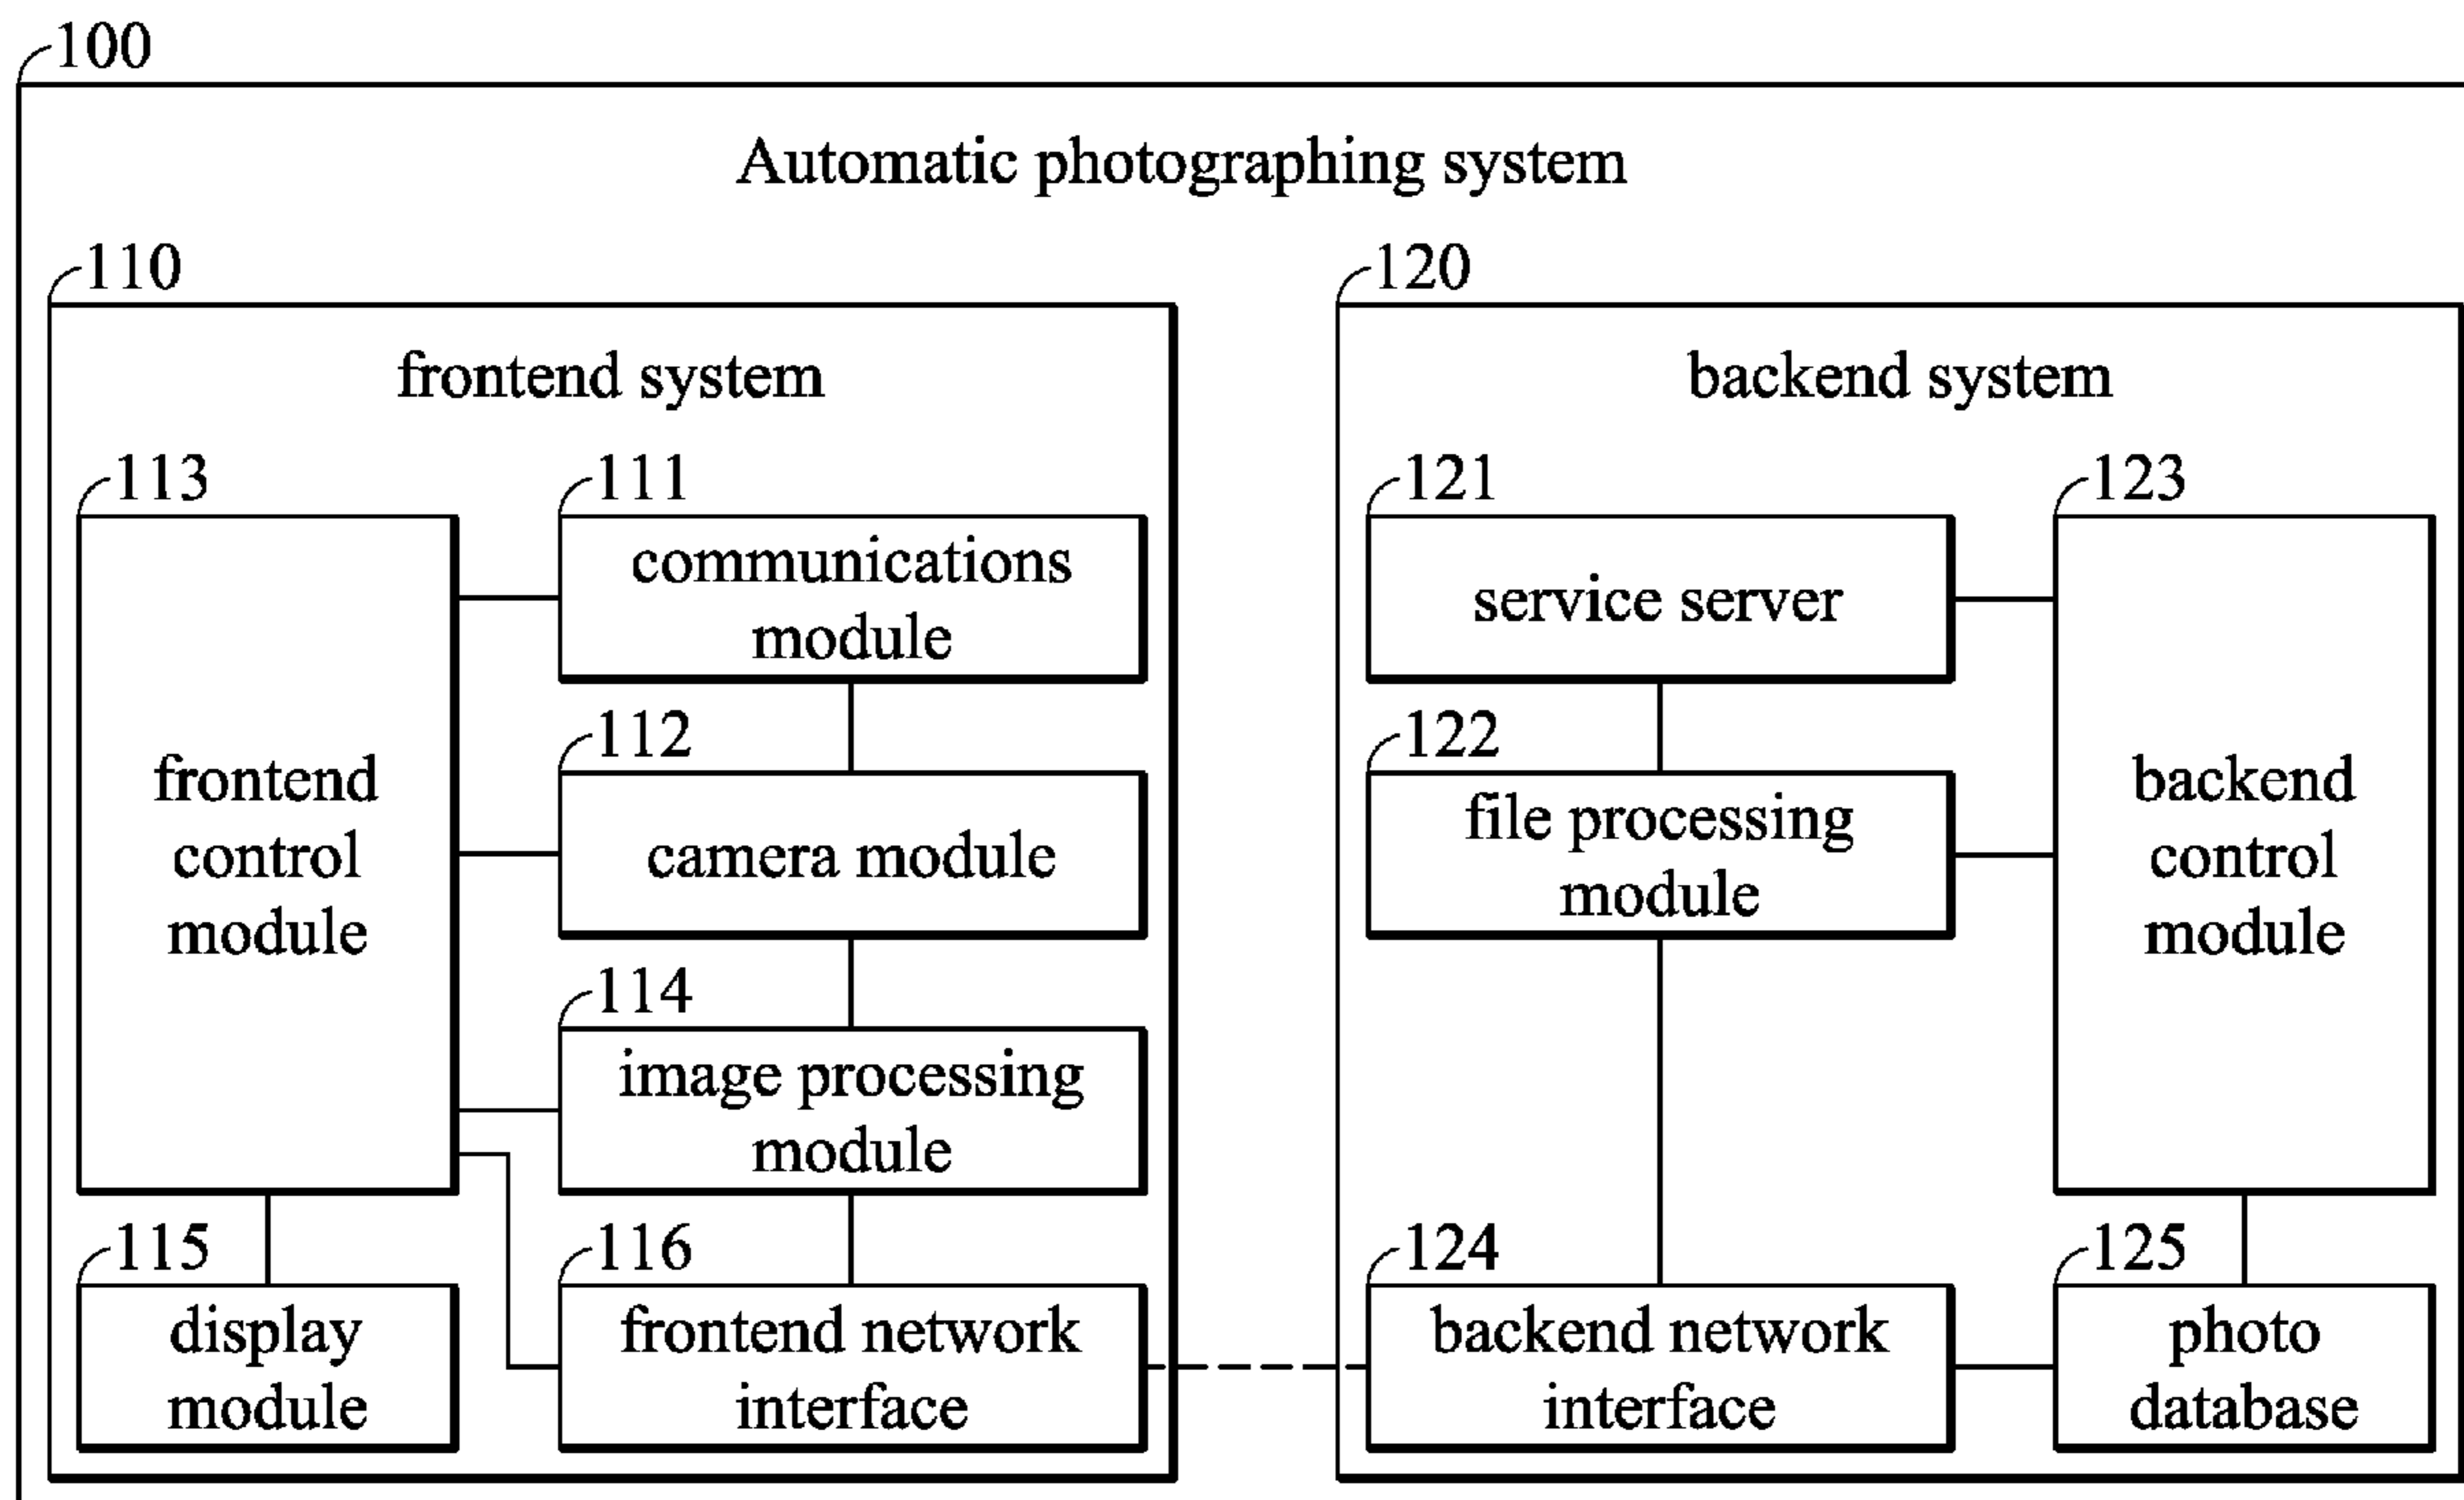 100
Automatic photographing system
110
frontend system
113
frontend
control
module
111
communications
module
112
camera module
114
image processing
module
115
display
module
116
frontend network
interface
120
backend system
121
service server
122
file processing
module
123
backend
control
module
124
backend network
interface
125
photo
database